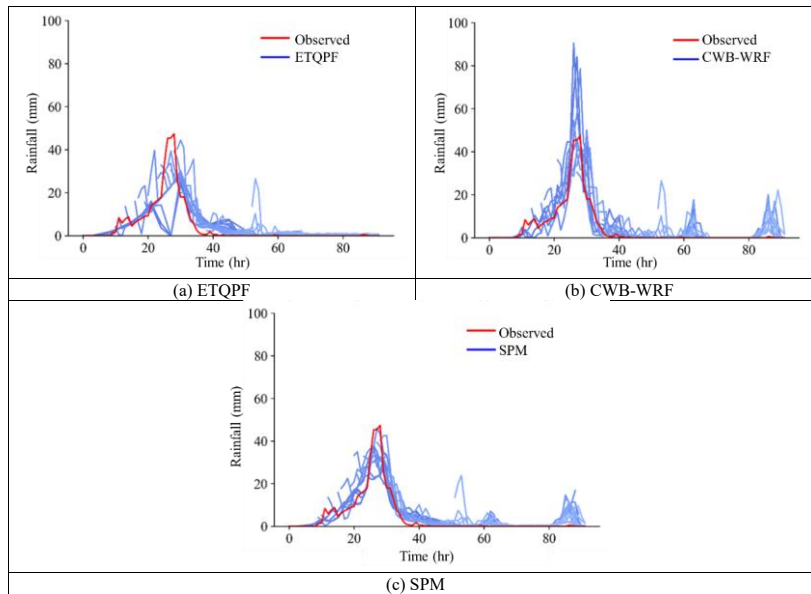 100
80
60
40
20
0
Rainfall (mm)
0 20 40 60 80
Time (hr)
Observed
ETQPF
(a) ETQPF
100
80
60
40
20
0
Rainfall (mm)
0 20 40 60 80
Time (hr)
Observed
CWB-WRF
(b) CWB-WRF
100
80
60
40
20
0
Rainfall (mm)
0 20 40 60 80
Time (hr)
Observed
SPM
(c) SPM